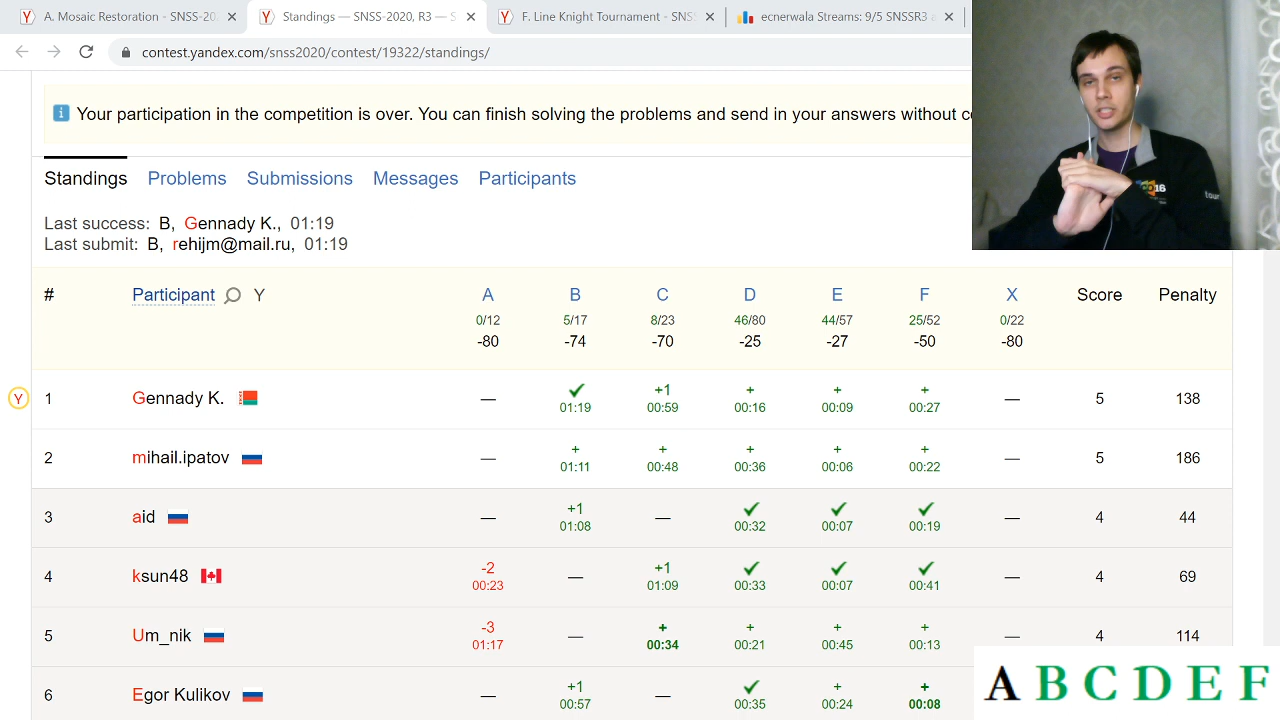 A. Mosaic Restoration - SNSS-20
Standings — SNSS-2020, R3 —
F. Line Knight Tournament - SNS
ecnerwala Streams: 9/5 SNSSR3 a
contest.yandex.com/snss2020/contest/19322/standings/
Your participation in the competition is over, you can finish solving the problems and send in your answers without co
Standings Problems Submissions Messages Participants
Last success: B, Gennady K., 01:19
Last submit: B, rehijm@mail.ru, 01:19
# Participant Y A B C D E F X Score Penalty
0/12 5/17 8/23 46/80 44/57 25/52 0/22
-80 -74 -70 -25 -27 -50 -80
Y 1 Gennady K. — ✓ +1 + + + — 5 138
01:19 00:59 00:16 00:09 00:27
2 mihail.ipatov — + + + + + — 5 186
01:11 00:48 00:36 00:06 00:22
3 aid — +1 — ✓ ✓ ✓ — 4 44
01:08 00:32 00:07 00:19
4 ksun48 -2 — +1 ✓ ✓ ✓ — 4 69
00:23 01:09 00:33 00:07 00:41
5 Um_nik -3 — + + + + — 4 114
01:17 00:34 00:21 00:45 00:13
6 Egor Kulikov — — ✓ + +
00:57 00:35 00:24 00:08
16
tour
ABCDEF